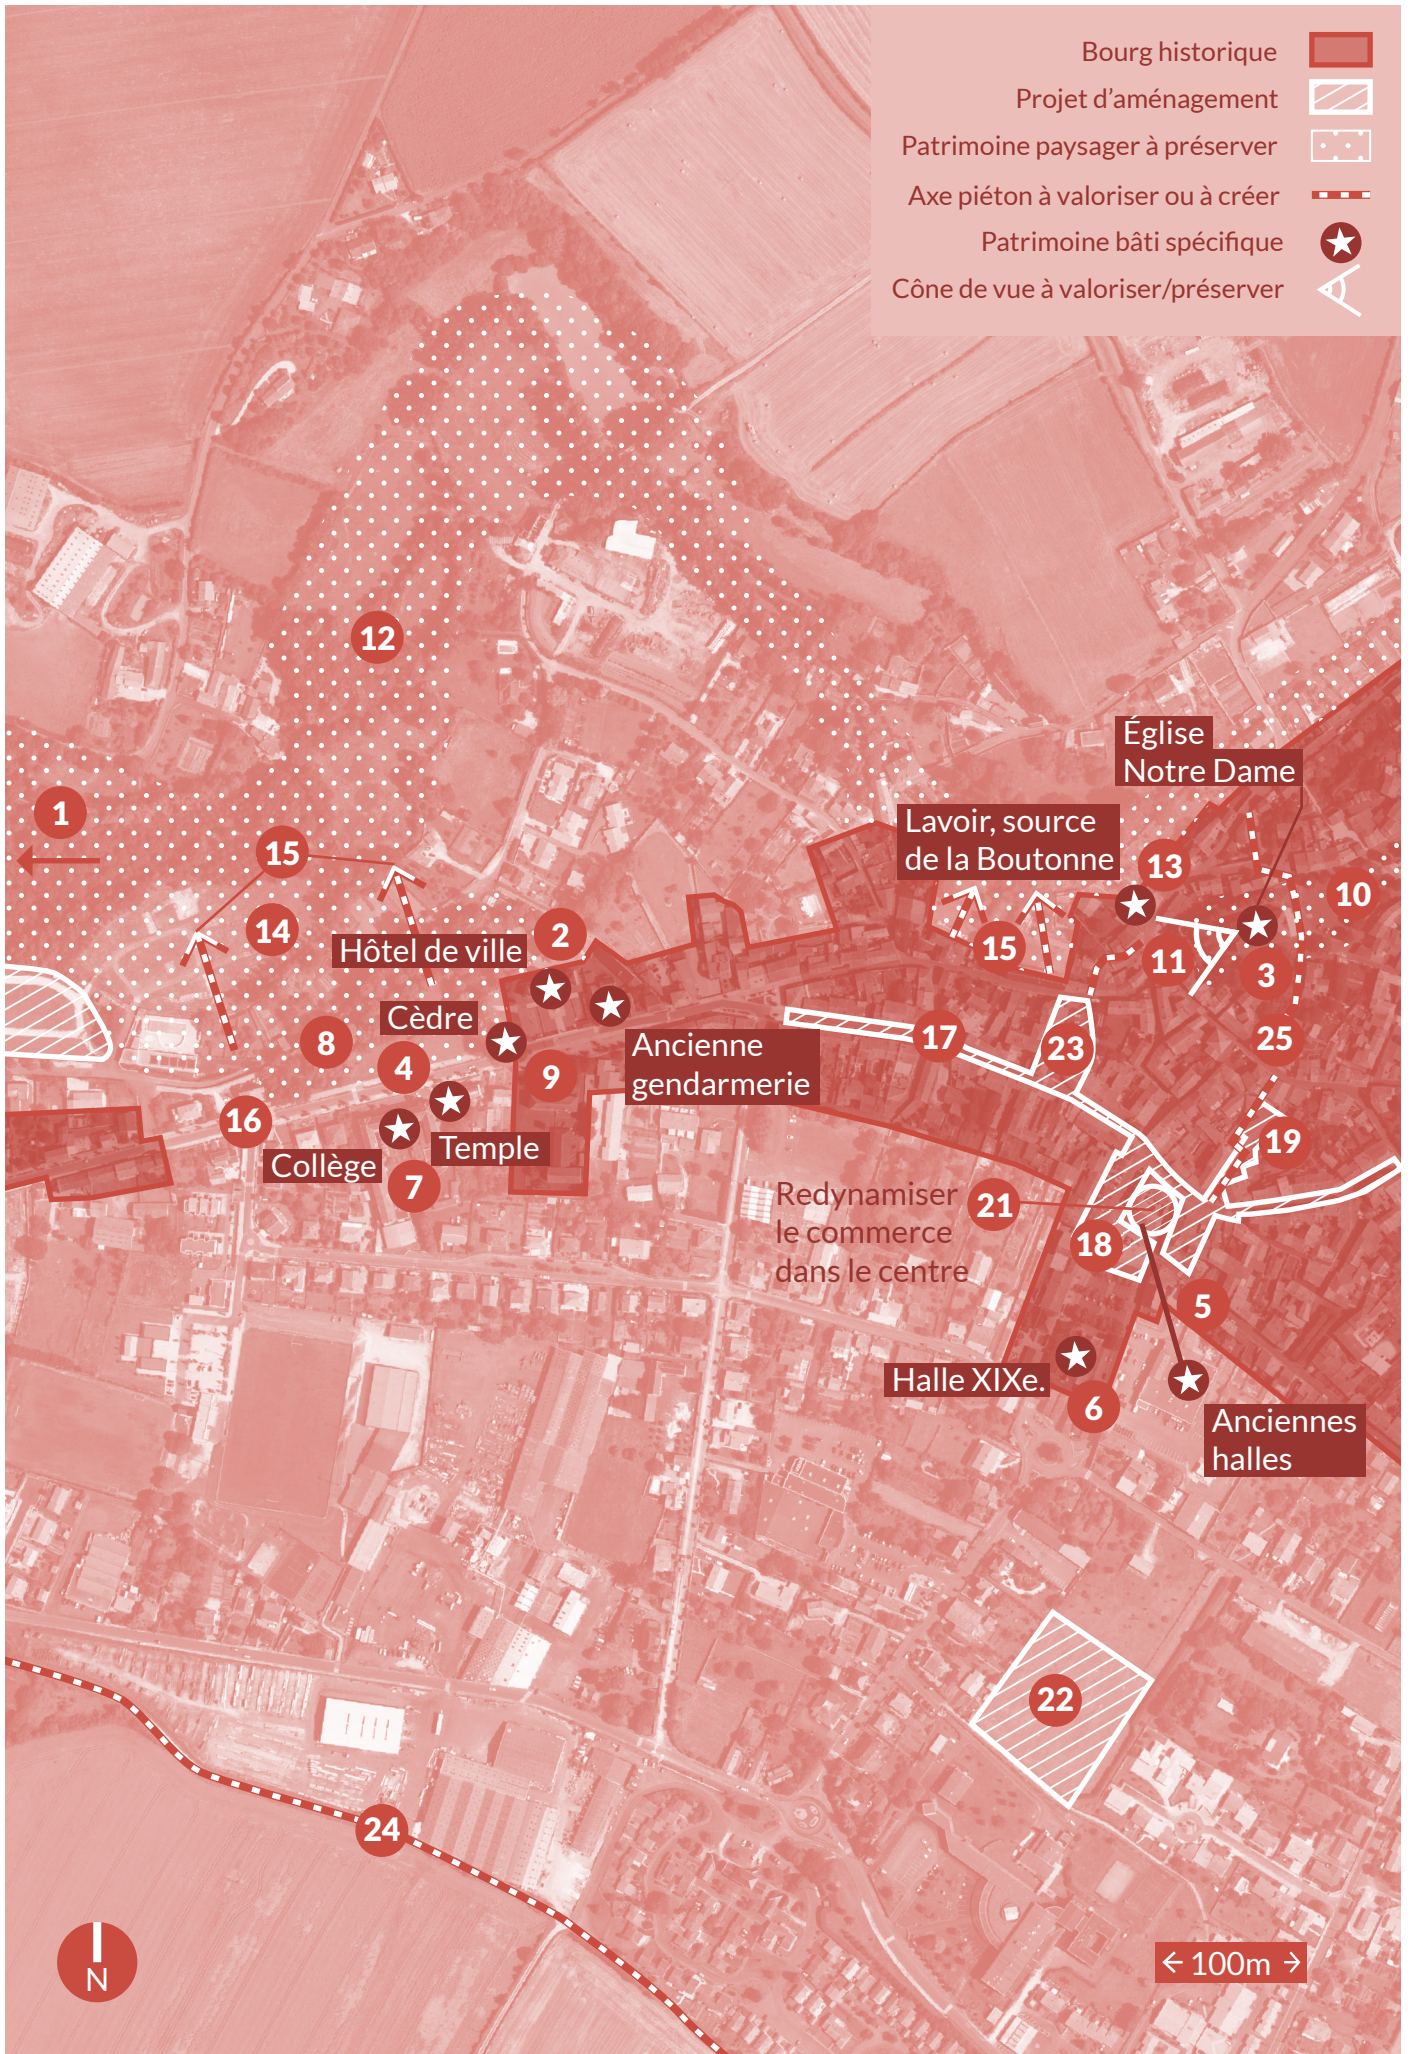 Bourg historique
Projet d’aménagement
Patrimoine paysager à préserver
Axe piéton à valoriser ou à créer
Patrimoine bâti spécifique
Cône de vue à valoriser/préserver
12
Église
Notre Dame
1
Lavoir, source
de la Boutonne
15
13
10
14
2
Hôtel de ville
15
11
3
Cèdre
8
4
9
Ancienne
gendarmerie
17
23
25
16
Temple
Collège
7
19
Redynamiser
le commerce
dans le centre
21
18
5
Halle XIXe.
6
Anciennes
halles
22
24
N
100m